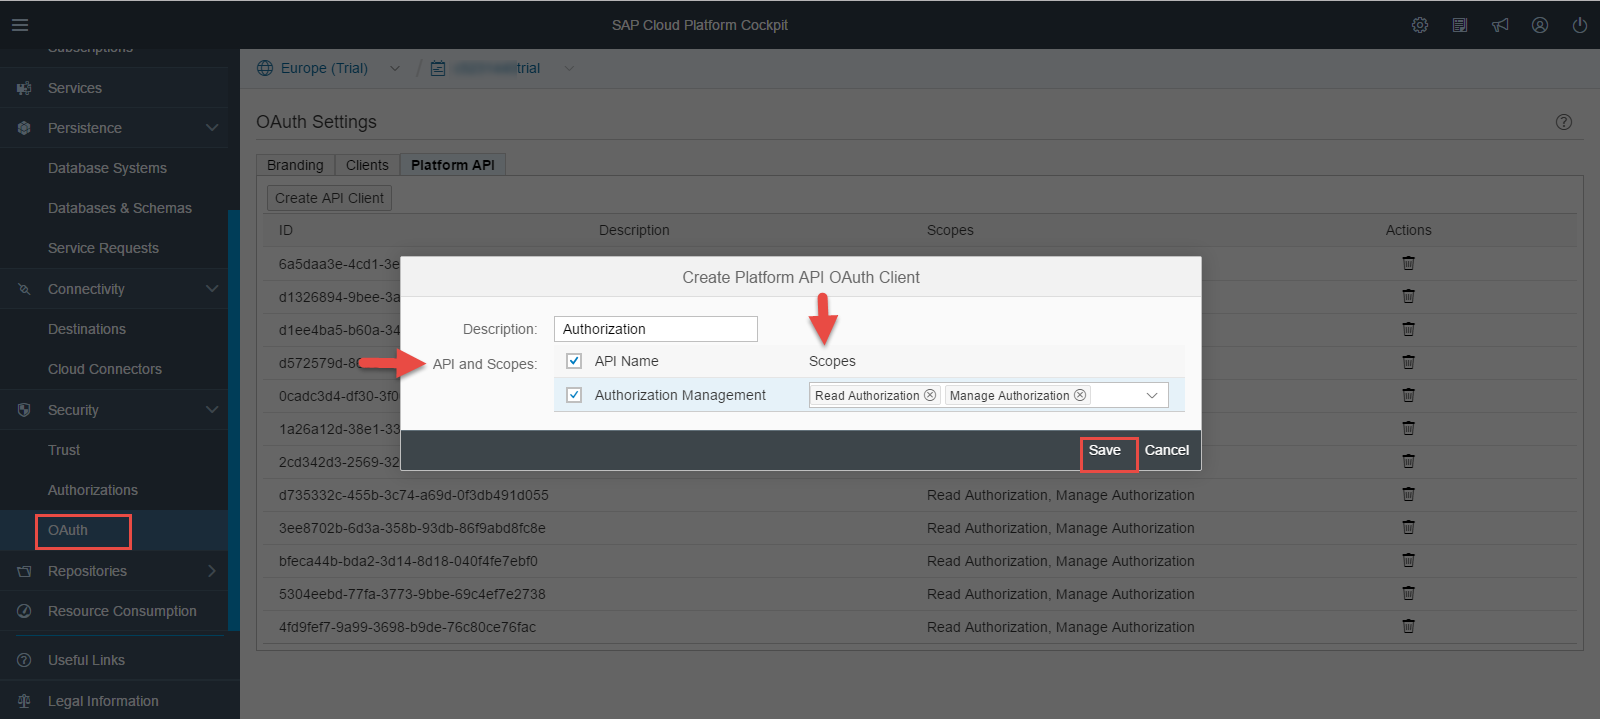 SAP Cloud Platform Cockpit
Subscriptions
Services
Persistence
Database Systems
Databases & Schemas
Service Requests
Connectivity
Destinations
Cloud Connectors
Security
Trust
Authorizations
OAuth
Repositories
Resource Consumption
Useful Links
Legal Information
Europe (Trial) / trial
OAuth Settings
Branding Clients Platform API
Create API Client
ID Description Scopes Actions
6a5daa3e-4cd1-3e
d1326894-9bee-3a
d1ee4ba5-b60a-34
d572579d-8
0cadc3d4-df30-3f0
1a26a12d-38e1-33
2cd342d3-2569-32
d735332c-455b-3c74-a69d-0f3db491d055 Read Authorization, Manage Authorization
3ee8702b-6d3a-358b-93db-86f9abd8fc8e Read Authorization, Manage Authorization
bfeca44b-bda2-3d14-8d18-040f4fe7ebf0 Read Authorization, Manage Authorization
5304eebd-77fa-3773-9bbe-69c4ef7e2738 Read Authorization, Manage Authorization
4fd9fef7-9a99-3698-b9de-76c80ce76fac Read Authorization, Manage Authorization
Create Platform API OAuth Client
Description: Authorization
API and Scopes: API Name Scopes
Authorization Management Read Authorization Manage Authorization
Save Cancel